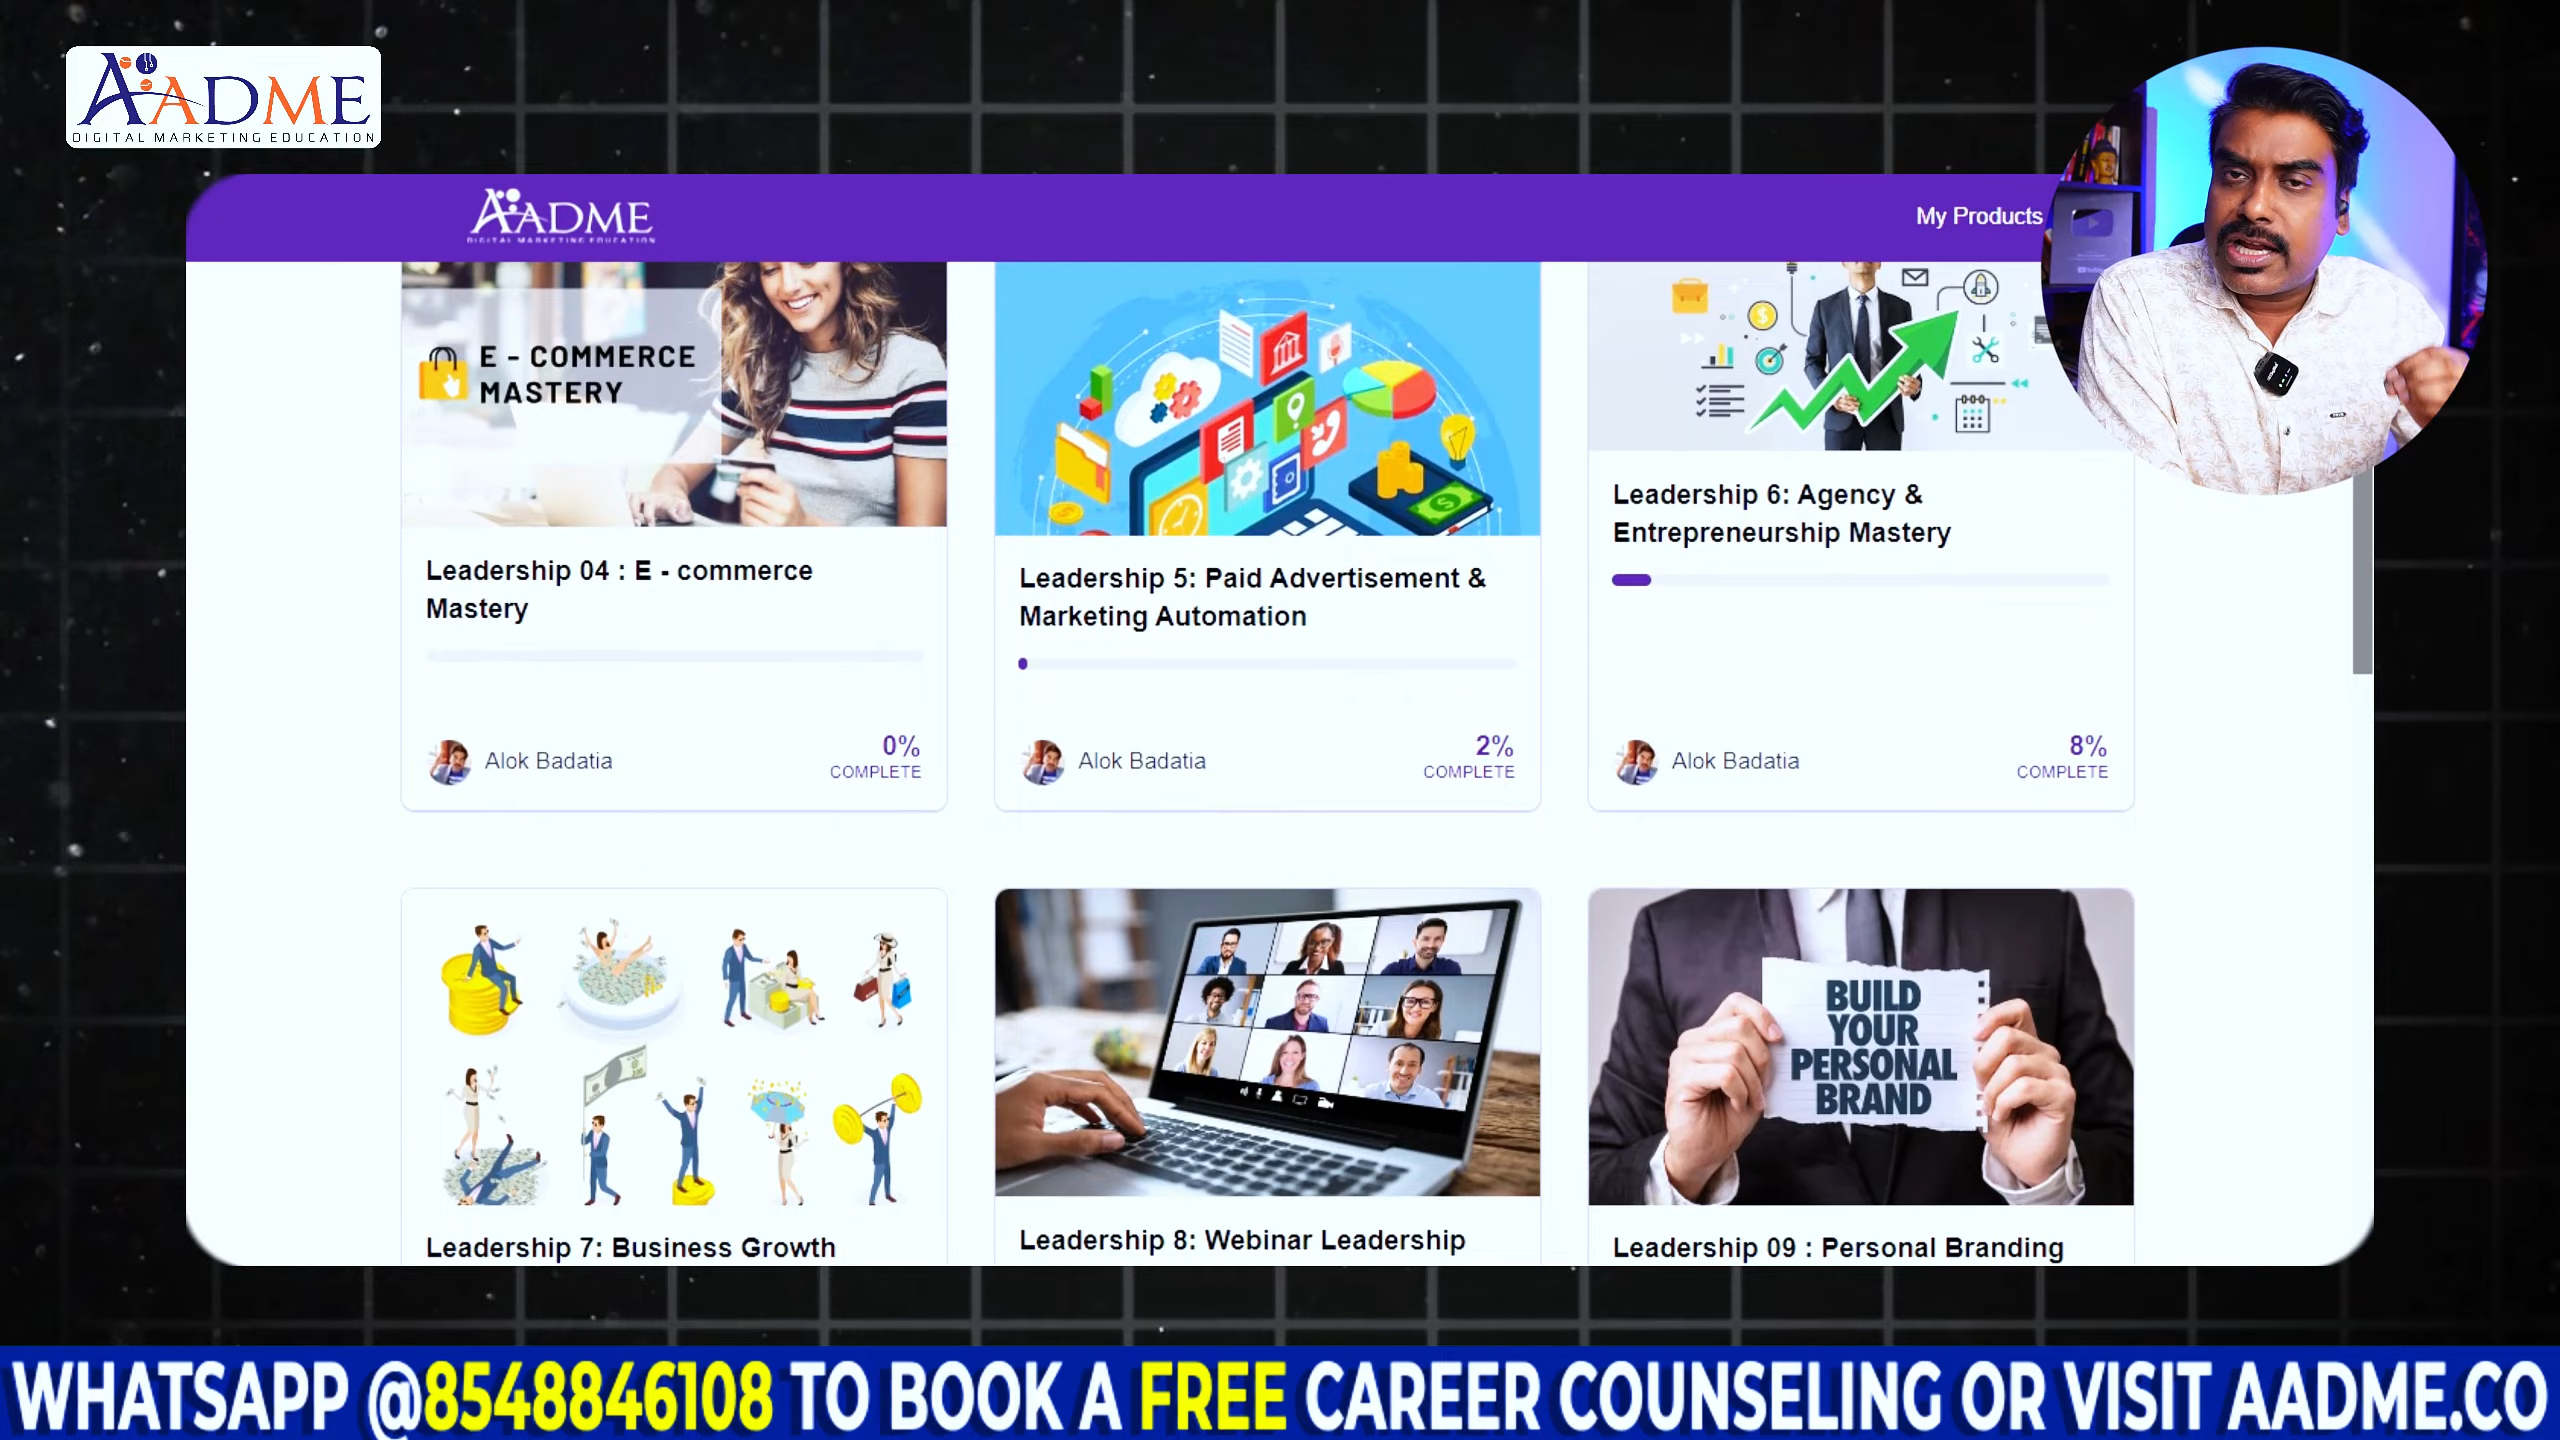 AADME
DIGITAL MARKETING EDUCATION
AADME
DIGITAL MARKETING EDUCATION
My Products
E - COMMERCE
MASTERY
Leadership 04 : E - commerce
Mastery
Alok Badatia
0%
COMPLETE
Leadership 5: Paid Advertisement &
Marketing Automation
Alok Badatia
2%
COMPLETE
Leadership 6: Agency &
Entrepreneurship Mastery
Alok Badatia
8%
COMPLETE
Leadership 7: Business Growth
Leadership 8: Webinar Leadership
BUILD
YOUR
PERSONAL
BRAND
Leadership 09 : Personal Branding
WHATSAPP @8548846108 TO BOOK A FREE CAREER COUNSELING OR VISIT AADME.CO